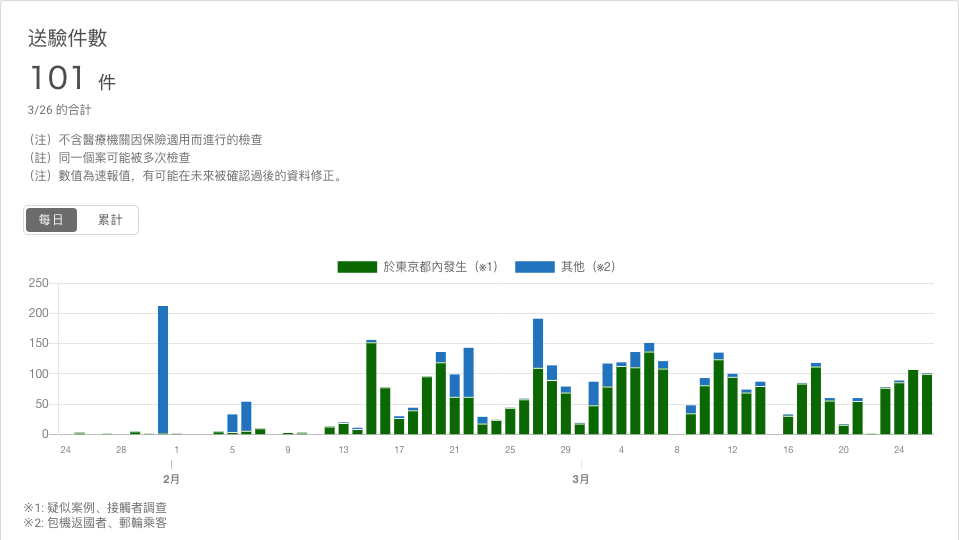 送驗件數
101 件
3/26 的合計
（注）不含醫療機關因保險適用而進行的檢查
（註）同一個案可能被多次檢查
（注）數值為速報值，有可能在未來被確認過後的資料修正。
每日 累計
於東京都內發生（※1） 其他（※2）
250
200
150
100
50
0
24 28 1 5 9 13 17 21 25 29 4 8 12 16 20 24
2月 3月
※1: 疑似案例、接觸者調查
※2: 包機返國者、郵輪乘客